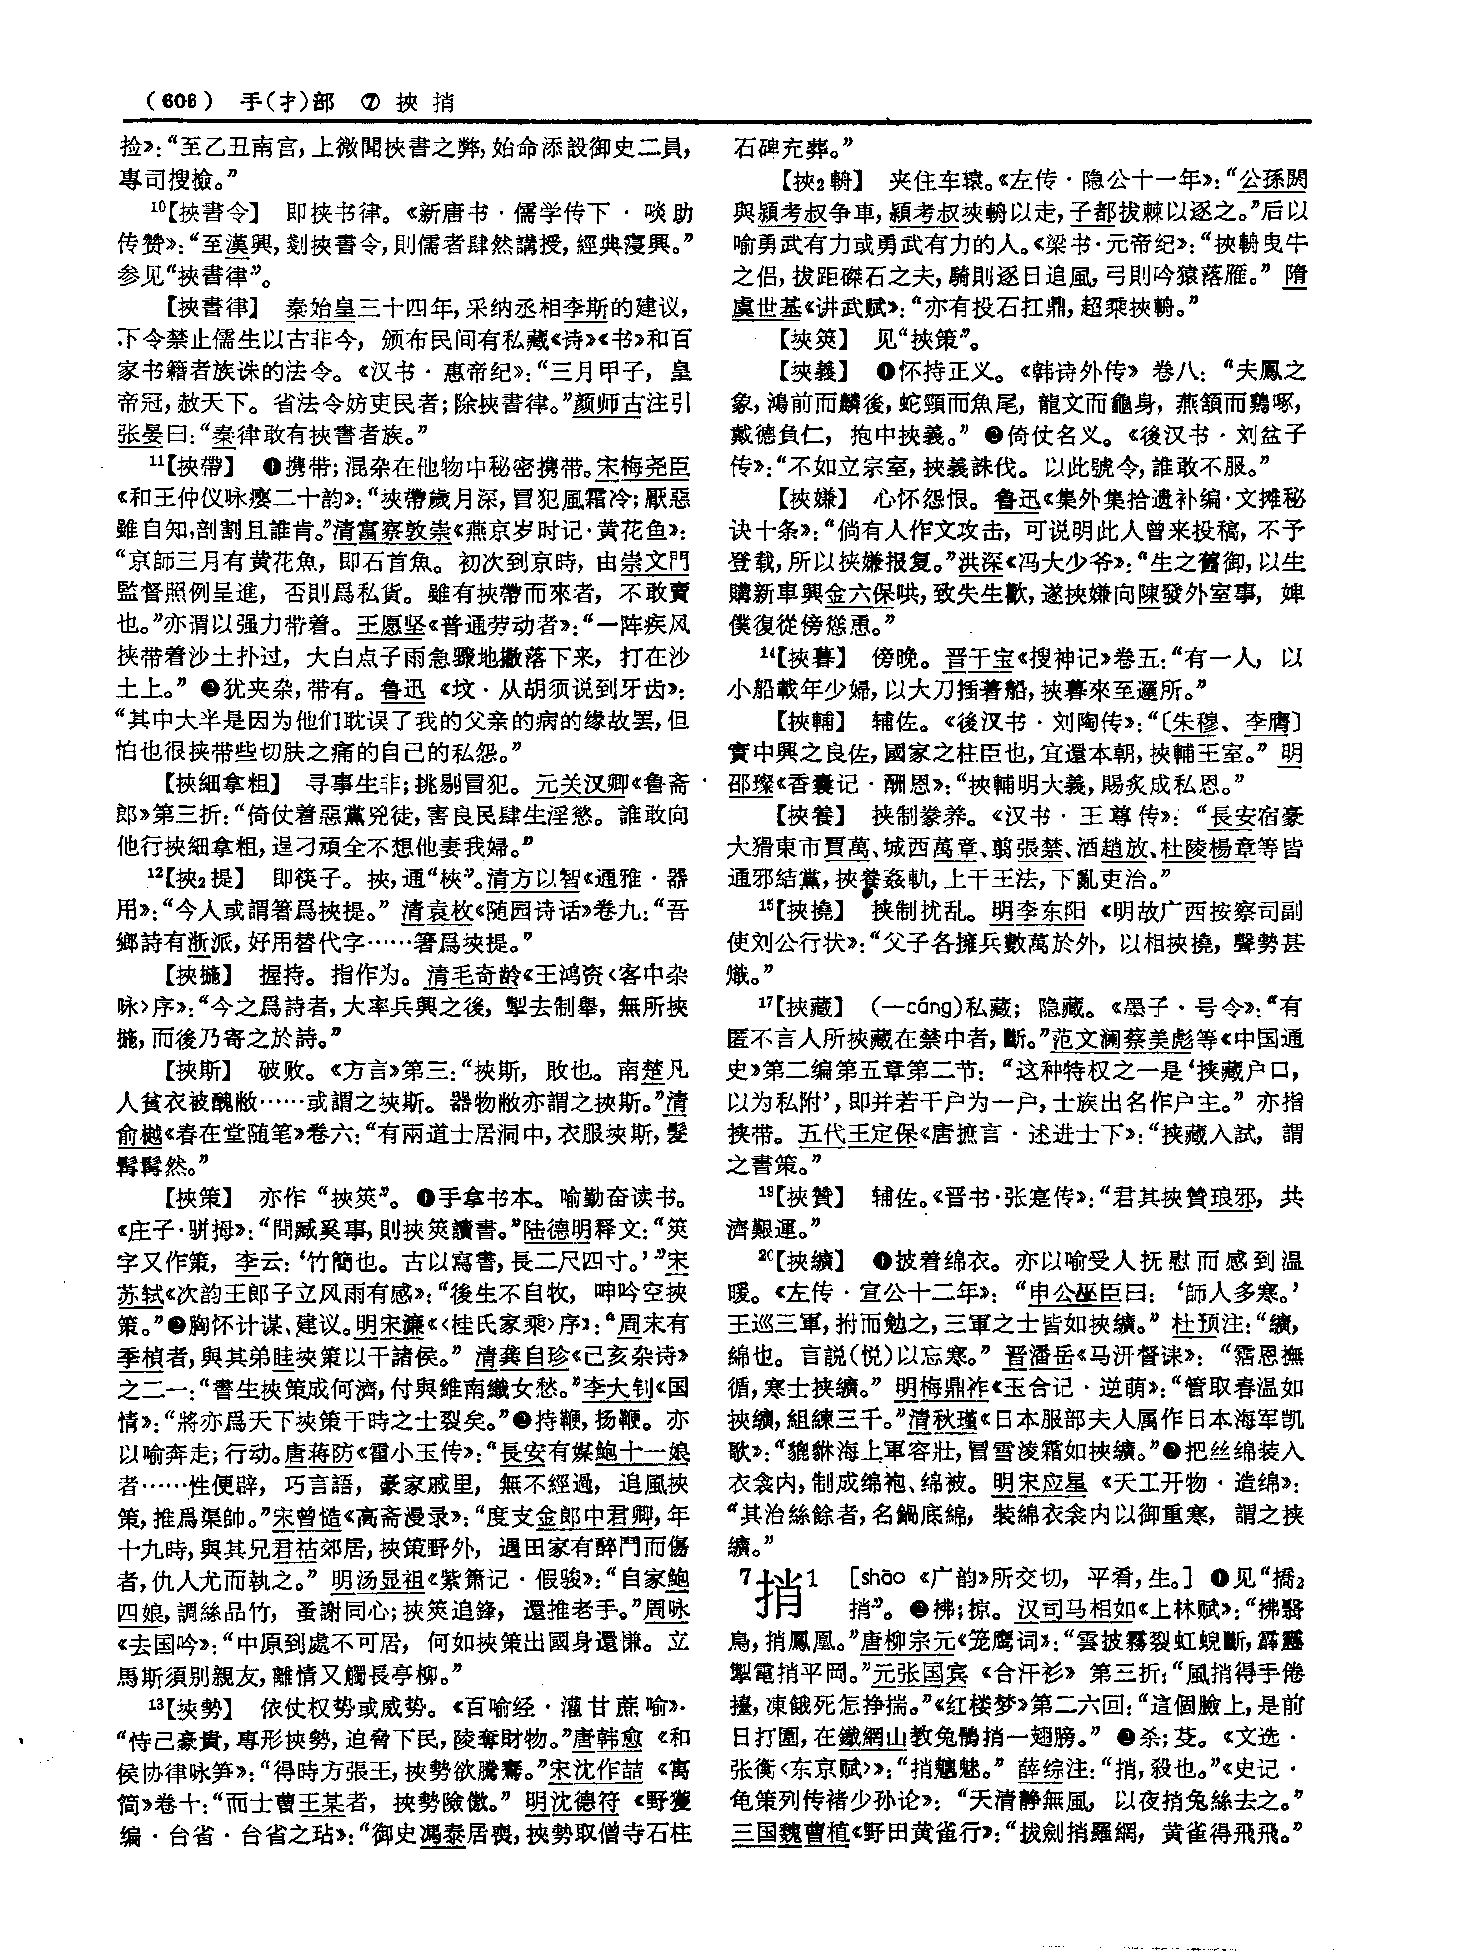 (606) 手(扌)部 ⑦ 挾 捎
捡》:“至乙丑南宫,上微聞挾書之弊,始命添設御史二員,
專司搜檢。”
10【挾書令】 即挟书律。《新唐书·儒学传下·啖助
传赞》:“至漢興,剗挾書令,則儒者肆然講授,經典寖興。”
参见“挾書律”。
【挾書律】 秦始皇三十四年,采纳丞相李斯的建议,
下令禁止儒生以古非今, 颁布民间有私藏《诗》《书》和百
家书籍者族诛的法令。《汉书·惠帝纪》:“三月甲子, 皇
帝冠,赦天下。省法令妨吏民者;除挾書律。”颜师古注引
张晏曰:“秦律敢有挾書者族。”
11【挾帶】 ❶携带;混杂在他物中秘密携带。宋梅尧臣
《和王仲仪咏瘿二十韵》:“挾帶歲月深,冒犯風霜冷;厭惡
雖自知,剖割且誰肯。”清富察敦崇《燕京岁时记·黄花鱼》:
“京師三月有黄花魚, 即石首魚。 初次到京時, 由崇文門
監督照例呈進, 否則爲私貨。 雖有挾帶而來者, 不敢賣
也。”亦谓以强力带着。 王愿坚《普通劳动者》:“一阵疾风
挟带着沙土扑过, 大白点子雨急骤地撒落下来, 打在沙
土上。” ❷犹夹杂,带有。 鲁迅 《坟·从胡须说到牙齿》:
“其中大半是因为他们耽误了我的父亲的病的缘故罢,但
怕也很挟带些切肤之痛的自己的私怨。”
【挾細拿粗】 寻事生非;挑剔冒犯。 元关汉卿《鲁斋
郎》第三折:“倚仗着惡黨兇徒,害良民肆生淫慾。 誰敢向
他行挾細拿粗,逞刁頑全不想他妻我婦。”
12【挾2提】 即筷子。挾,通“梜”。清方以智《通雅·器
用》:“今人或謂箸爲挾提。” 清袁枚《随园诗话》卷九:“吾
鄉詩有浙派,好用替代字……箸爲挾提。”
【挾摛】 握持。 指作为。 清毛奇龄《王鸿资〈客中杂
咏〉序》:“今之爲詩者,大率兵興之後, 掣去制舉, 無所挾
摛,而後乃寄之於詩。”
【挾斯】 破败。《方言》第三:“挾斯, 敗也。 南楚凡
人貧衣被醜敝……或謂之挾斯。 器物敝亦謂之挾斯。”清
俞樾《春在堂随笔》卷六:“有兩道士居洞中,衣服挾斯,髮
髯髯然。”
【挾策】 亦作“挾筴”。 ❶手拿书本。 喻勤奋读书。
《庄子·骈拇》:“問臧奚事,則挾筴讀書。”陆德明释文:“筴
字又作策, 李云:‘竹簡也。古以寫書,長二尺四寸。’”宋
苏轼《次韵王郎子立风雨有感》:“後生不自牧, 呻吟空挾
策。”❷胸怀计谋、建议。明宋濂《〈桂氏家乘〉序》:“周末有
季楨者,與其弟眭挾策以干諸侯。” 清龚自珍《己亥杂诗》
之二一:“書生挾策成何濟,付與維南織女愁。”李大钊《国
情》:“將亦爲天下挾策干時之士裂矣。”❸持鞭,扬鞭。 亦
以喻奔走;行动。唐蒋防《霍小玉传》:“長安有媒鮑十一娘
者……性便辟, 巧言語, 豪家戚里, 無不經過, 追風挾
策,推爲渠帥。”宋曾慥《高斋漫录》:“度支金郎中君卿,年
十九時,與其兄君祐郊居,挾策野外, 遇田家有醉鬥而傷
者,仇人尤而執之。” 明汤显祖《紫箫记·假骏》:“自家鮑
四娘,調絲品竹, 蚤謝同心;挾筴追鋒, 還推老手。”周咏
《去国吟》:“中原到處不可居, 何如挾策出國身還慊。 立
馬斯須别親友,離情又觸長亭柳。”
13【挾勢】 依仗权势或威势。《百喻经·灌甘蔗喻》:
“恃己豪貴,專形挾勢,迫脅下民,陵奪財物。”唐韩愈 《和
侯协律咏笋》:“得時方張王,挾勢欲騰騫。”宋沈作喆 《寓
简》卷十:“而士曹王某者, 挾勢險傲。” 明沈德符 《野獲
编·台省·台省之玷》:“御史馮泰居喪,挾勢取僧寺石柱
石碑充葬。”
【挾2輈】 夹住车辕。《左传·隐公十一年》:“公孫閼
與潁考叔争車,潁考叔挾輈以走,子都拔棘以逐之。”后以
喻勇武有力或勇武有力的人。《梁书·元帝纪》:“挾輈曳牛
之侣,拔距磔石之夫,騎則逐日追風,弓則吟猿落雁。” 隋
虞世基《讲武赋》:“亦有投石扛鼎,超乘挾輈。”
【挾筴】 见“挾策”。
【挾義】 ❶怀持正义。《韩诗外传》卷八:“夫鳳之
象,鴻前而麟後,蛇頸而魚尾, 龍文而龜身, 燕頷而鷄啄,
戴德負仁, 抱中挾義。” ❷倚仗名义。《後汉书·刘盆子
传》:“不如立宗室,挾義誅伐。 以此號令,誰敢不服。”
【挾嫌】 心怀怨恨。 鲁迅《集外集拾遗补编·文摊秘
诀十条》:“倘有人作文攻击, 可说明此人曾来投稿, 不予
登载,所以挟嫌报复。”洪深《冯大少爷》:“生之舊御,以生
購新車興金六保哄,致失生歡,遂挾嫌向陳發外室事, 婢
僕復從傍慫恿。”
14【挾暮】 傍晚。 晋干宝《搜神记》卷五:“有一人, 以
小船載年少婦,以大刀插著船,挾暮來至邏所。”
【挾輔】 辅佐。《後汉书·刘陶传》:“〔朱穆、李膺〕
實中興之良佐,國家之柱臣也,宜還本朝,挾輔王室。” 明
邵璨《香囊记·酬恩》:“挾輔明大義,賜炙成私恩。”
【挾養】 挟制豢养。《汉书·王尊传》:“長安宿豪
大猾東市賈萬、城西萬章、翦張禁、酒趙放、杜陵楊章等皆
通邪結黨,挾養姦軌,上干王法,下亂吏治。”
15【挾撓】 挟制扰乱。 明李东阳《明故广西按察司副
使刘公行状》:“父子各擁兵數萬於外, 以相挾撓, 聲勢甚
熾。”
17【挾藏】 (—cáng)私藏; 隐藏。《墨子·号令》:“有
匿不言人所挾藏在禁中者,斷。”范文澜蔡美彪等《中国通
史》第二编第五章第二节: “这种特权之一是‘挟藏户口,
以为私附’,即并若干户为一户,士族出名作户主。” 亦指
挟带。 五代王定保《唐摭言·述进士下》:“挾藏入試, 謂
之書策。”
19【挾贊】 辅佐。《晋书·张寔传》:“君其挾贊琅邪, 共
濟艱運。”
20【挾纊】 ❶披着绵衣。亦以喻受人抚慰而感到温
暖。《左传·宣公十二年》: “申公巫臣曰: ‘師人多寒。’
王巡三軍,拊而勉之,三軍之士皆如挾纊。” 杜预注:“纊,
綿也。 言説(悦)以忘寒。” 晋潘岳《马汧督诔》: “霑恩撫
循,寒士挾纊。” 明梅鼎祚《玉合记·逆萌》:“管取春温如
挾纊,組練三千。”清秋瑾《日本服部夫人属作日本海军凯
歌》:“貔貅海上軍容壯,冒雪凌霜如挾纊。”❷把丝绵装入
衣衾内,制成绵袍、绵被。 明宋应星 《天工开物·造绵》:
“其治絲餘者,名鍋底綿, 裝綿衣衾内以御重寒, 謂之挾
纊。”
7捎1 [shāo 《广韵》所交切, 平肴,生。] ❶见“撟2
捎”。 ❷拂;掠。 汉司马相如《上林赋》:“拂翳
鳥,捎鳳凰。”唐柳宗元《笼鹰词》:“雲披霧裂虹蜺斷,霹靂
掣電捎平岡。”元张国宾 《合汗衫》 第三折:“風捎得手倦
擡,凍餓死怎挣揣。”《红楼梦》第二六回:“這個臉上,是前
日打圍,在鐵網山教兔鶻捎一翅膀。” ❸杀;芟。《文选·
张衡〈东京赋〉》:“捎魑魅。” 薛综注:“捎,殺也。”《史记·
龟策列传褚少孙论》: “天清静無風, 以夜捎兔絲去之。”
三国魏曹植《野田黄雀行》:“拔劍捎羅網, 黄雀得飛飛。”